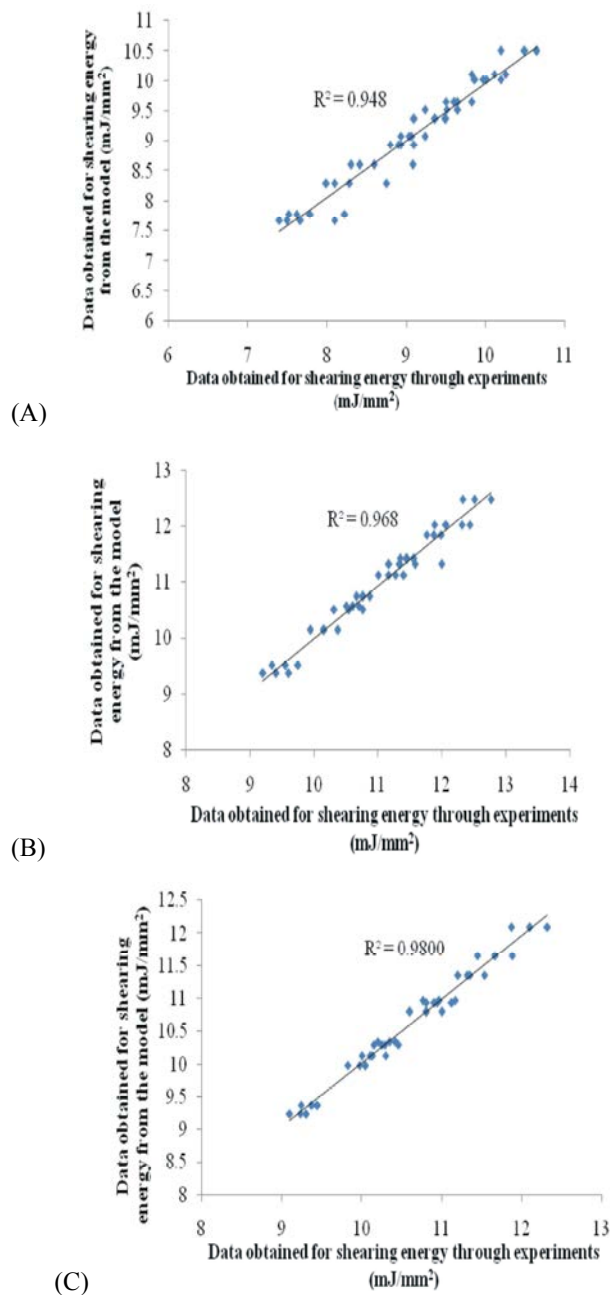 Data obtained for shearing energy
from the model (mJ/mm²)
10.5
10
9.5
9
8.5
8
7.5
7
6.5
6
R² = 0.948
6 7 8 9 10 11
Data obtained for shearing energy through experiments
(mJ/mm²)
(A)
Data obtained for shearing
energy from the model
(mJ/mm²)
13
12
11
10
9
8
R² = 0.968
8 9 10 11 12 13 14
Data obtained for shearing energy through experiments
(mJ/mm²)
(B)
Data obtained for shearing
energy from the model (mJ/mm²)
12.5
12
11.5
11
10.5
10
9.5
9
8.5
8
R² = 0.9800
8 9 10 11 12 13
Data obtained for shearing energy through experiments
(mJ/mm²)
(C)